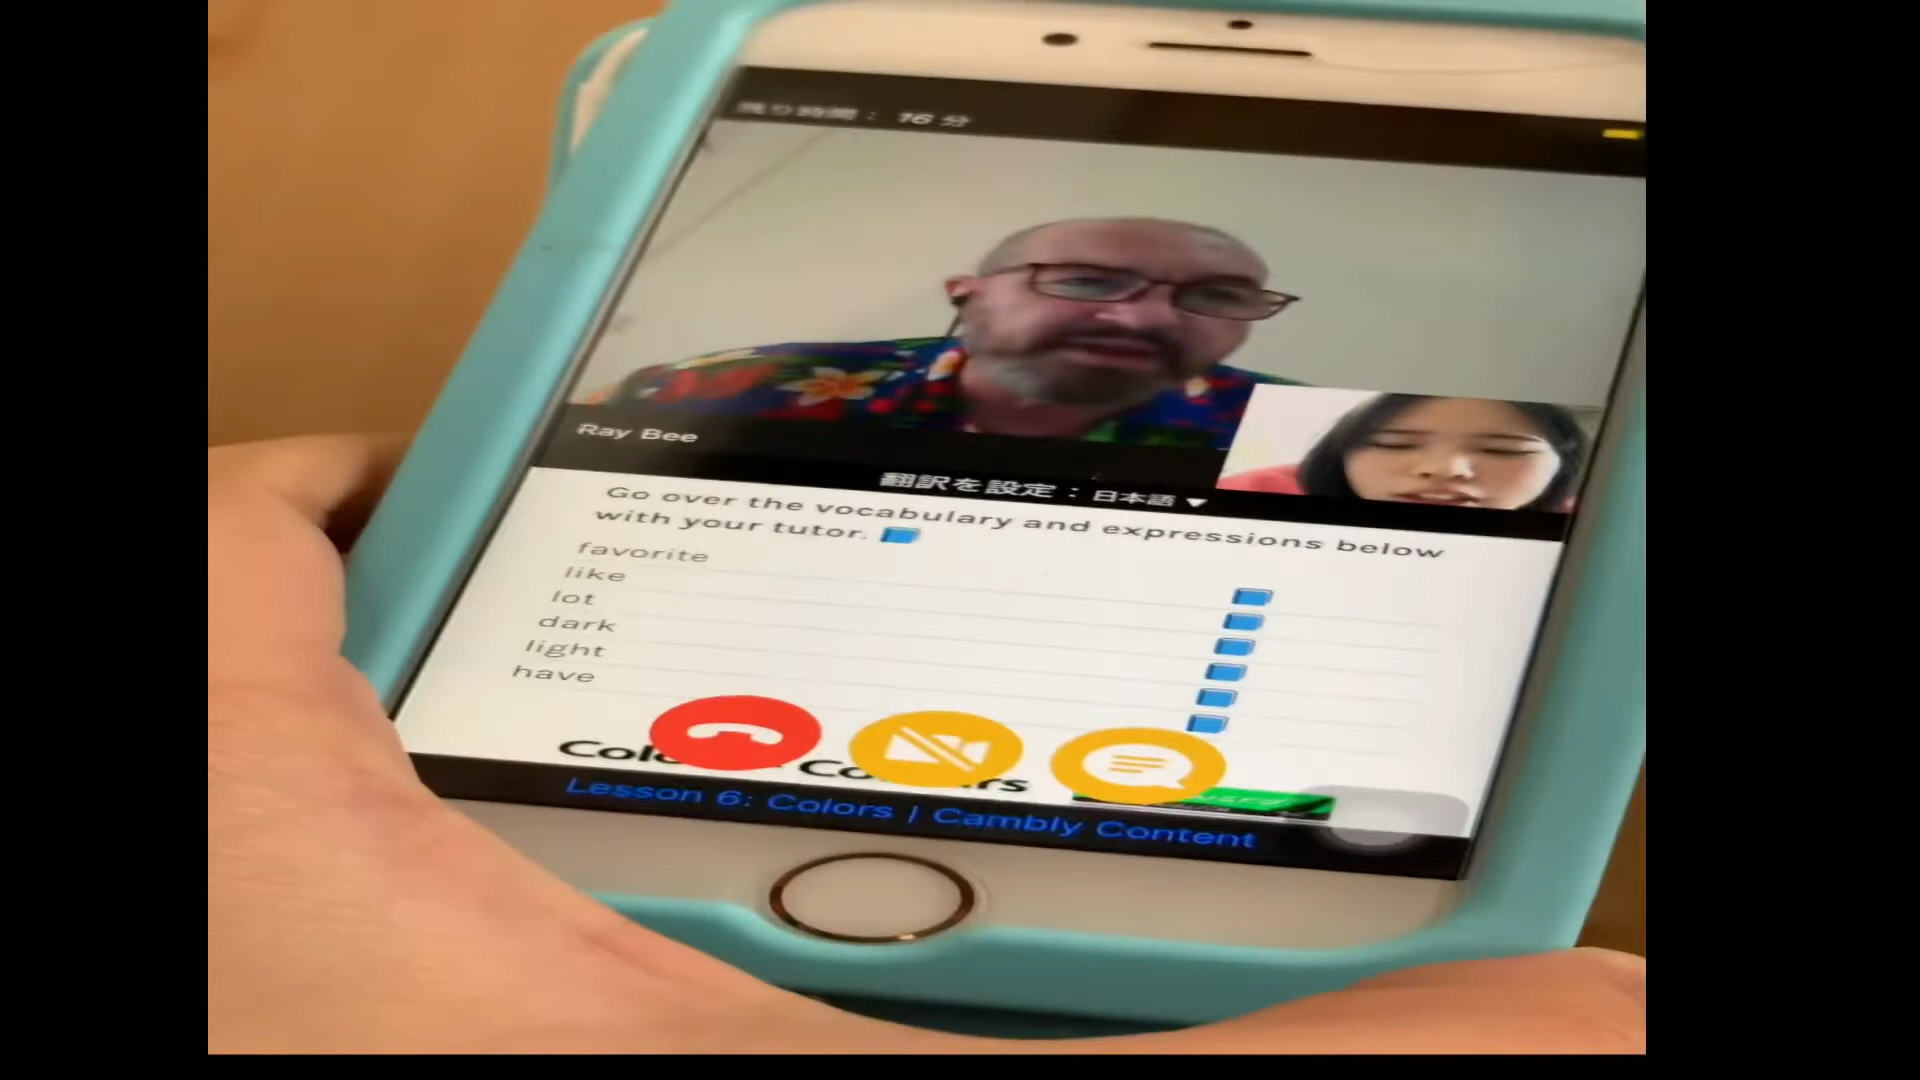 残り時間： 16 分
Ray Bee
翻訳を設定：日本語 ▼
Go over the vocabulary and expressions below
with your tutor.
favorite
like
lot
dark
light
have
Lesson 6: Colors | Cambly Content